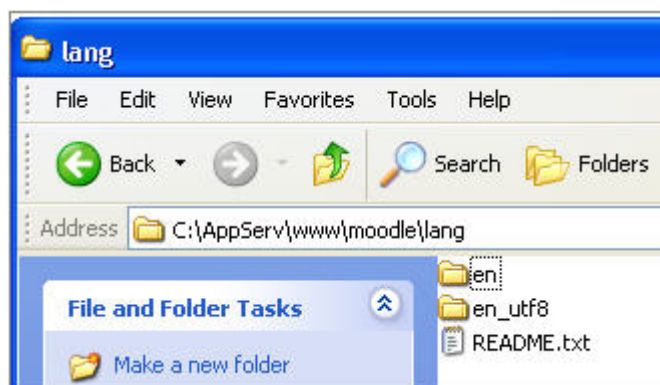 lang
File Edit View Favorites Tools Help
Back Search Folders
Address C:\AppServ\www\moodle\lang
File and Folder Tasks
Make a new folder
en
en_utf8
README.txt